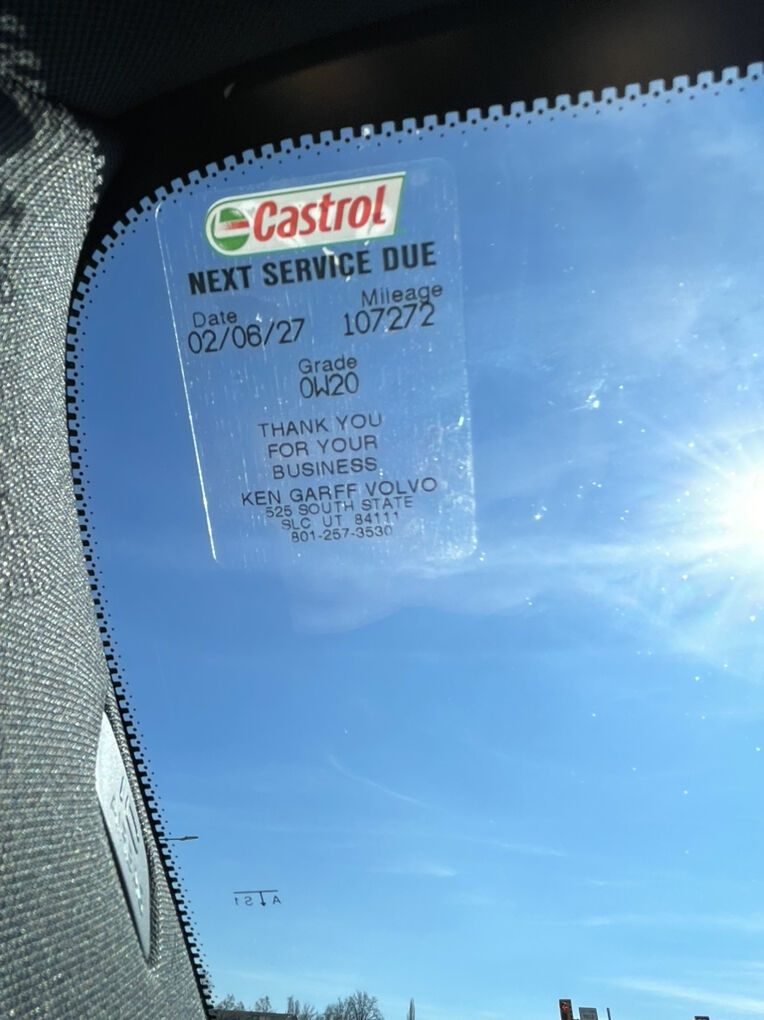 Castrol
NEXT SERVICE DUE
Date Mileage
02/06/27 107272
Grade
0W20
THANK YOU
FOR YOUR
BUSINESS
KEN GARFF VOLVO
525 SOUTH STATE
SLC UT 84111
801-257-3530